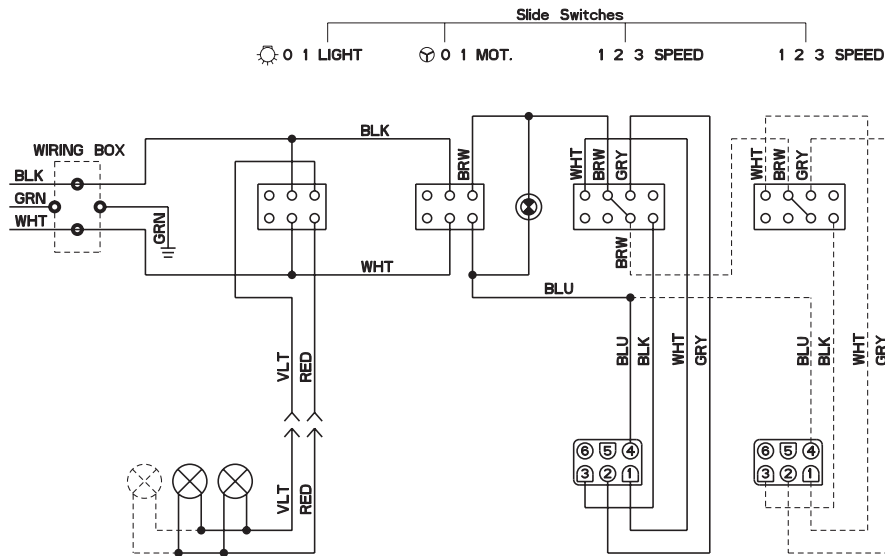 Slide Switches
0 1 LIGHT
0 1 MOT.
1 2 3 SPEED
1 2 3 SPEED
WIRING BOX
BLK
GRN
WHT
GRN
BLK
WHT
BRW
BLU
WHT
BRW
GRY
BRW
WHT
BRW
GRY
VLT
RED
BLU
BLK
WHT
GRY
BLU
BLK
WHT
GRY
VLT
RED
6 5 4
3 2 1
6 5 4
3 2 1